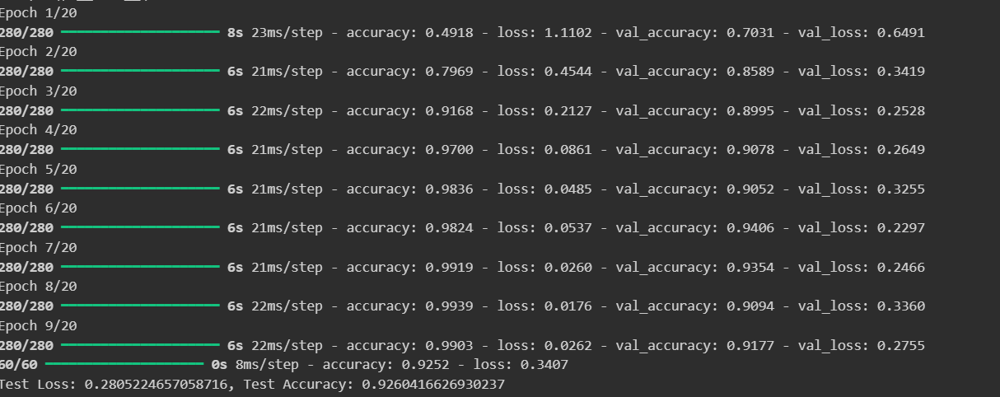 Epoch 1/20
280/280 ━━━━━━━━━━━━━━━━━━━━ 8s 23ms/step - accuracy: 0.4918 - loss: 1.1102 - val_accuracy: 0.7031 - val_loss: 0.6491
Epoch 2/20
280/280 ━━━━━━━━━━━━━━━━━━━━ 6s 21ms/step - accuracy: 0.7969 - loss: 0.4544 - val_accuracy: 0.8589 - val_loss: 0.3419
Epoch 3/20
280/280 ━━━━━━━━━━━━━━━━━━━━ 6s 22ms/step - accuracy: 0.9168 - loss: 0.2127 - val_accuracy: 0.8995 - val_loss: 0.2528
Epoch 4/20
280/280 ━━━━━━━━━━━━━━━━━━━━ 6s 21ms/step - accuracy: 0.9700 - loss: 0.0861 - val_accuracy: 0.9078 - val_loss: 0.2649
Epoch 5/20
280/280 ━━━━━━━━━━━━━━━━━━━━ 6s 21ms/step - accuracy: 0.9836 - loss: 0.0485 - val_accuracy: 0.9052 - val_loss: 0.3255
Epoch 6/20
280/280 ━━━━━━━━━━━━━━━━━━━━ 6s 21ms/step - accuracy: 0.9824 - loss: 0.0537 - val_accuracy: 0.9406 - val_loss: 0.2297
Epoch 7/20
280/280 ━━━━━━━━━━━━━━━━━━━━ 6s 21ms/step - accuracy: 0.9919 - loss: 0.0260 - val_accuracy: 0.9354 - val_loss: 0.2466
Epoch 8/20
280/280 ━━━━━━━━━━━━━━━━━━━━ 6s 22ms/step - accuracy: 0.9939 - loss: 0.0176 - val_accuracy: 0.9094 - val_loss: 0.3360
Epoch 9/20
280/280 ━━━━━━━━━━━━━━━━━━━━ 6s 22ms/step - accuracy: 0.9903 - loss: 0.0262 - val_accuracy: 0.9177 - val_loss: 0.2755
60/60 ━━━━━━━━━━━━━━━━━━━━ 0s 8ms/step - accuracy: 0.9252 - loss: 0.3407
Test Loss: 0.2805224657058716, Test Accuracy: 0.9260416626930237